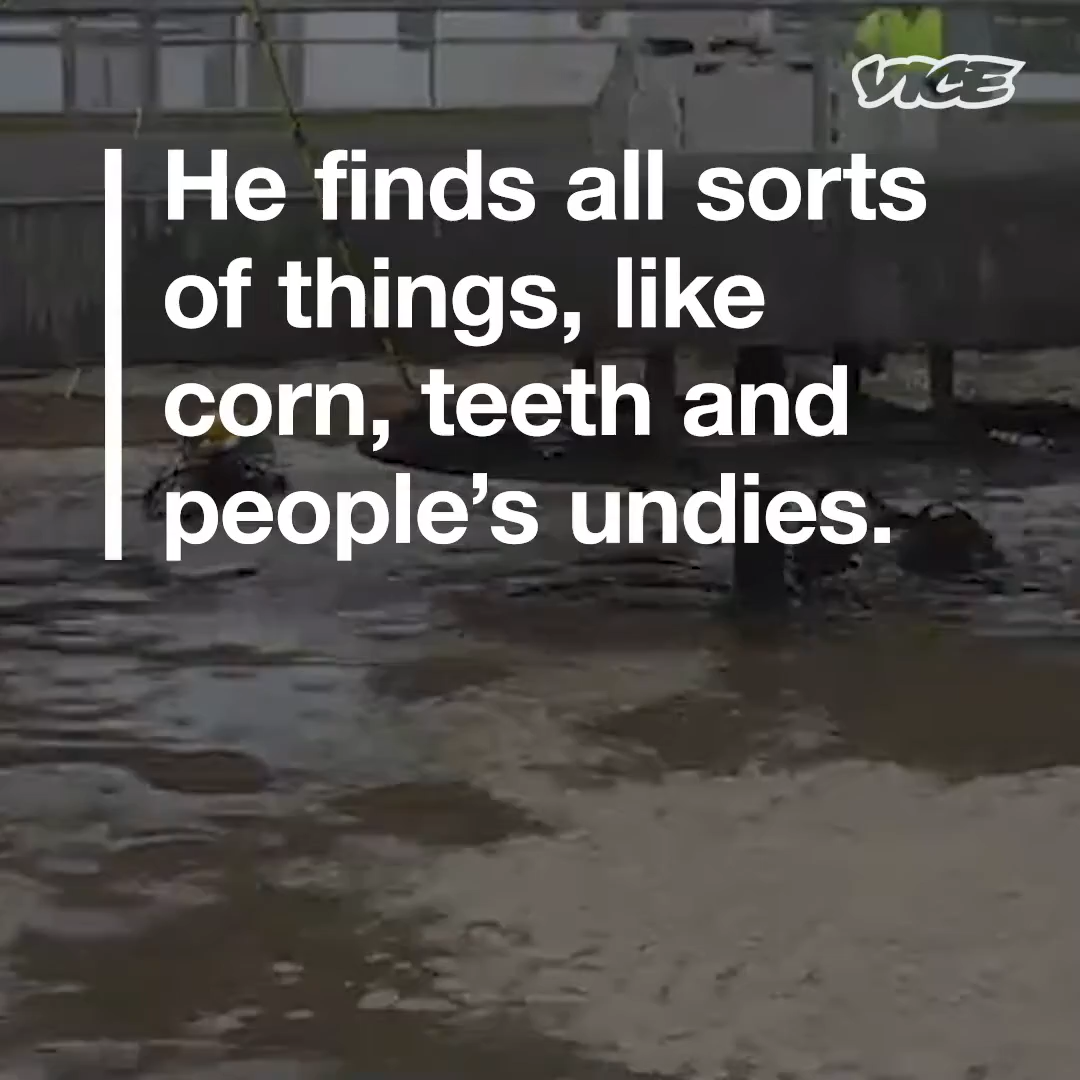 VICE
He finds all sorts
of things, like
corn, teeth and
people’s undies.